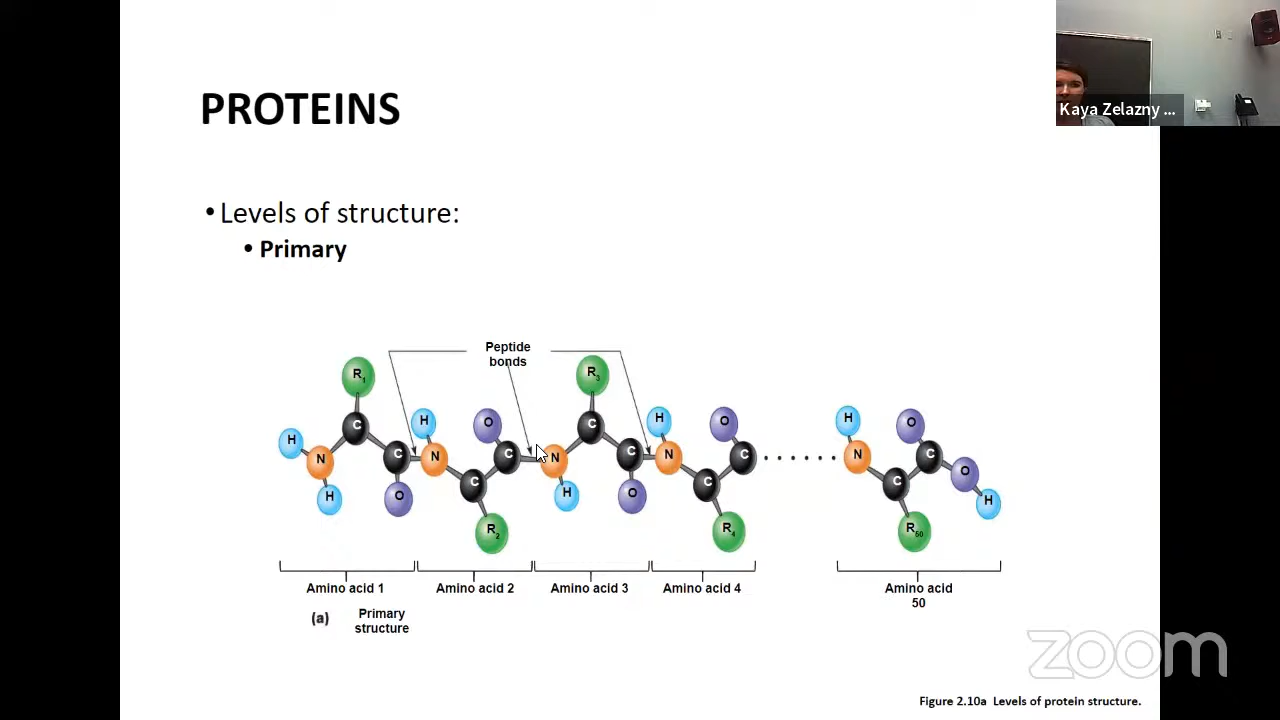 Kaya Zelazny ...
PROTEINS
• Levels of structure:
• Primary
Peptide
bonds
R1
R3
H
O
H
O
H
O
C
C
H
N
C
N
C
N
C
N
C
N
C
O
H
O
C
H
O
C
C
H
R2
R4
R50
Amino acid 1
Amino acid 2
Amino acid 3
Amino acid 4
Amino acid
50
(a)
Primary
structure
zoom
Figure 2.10a Levels of protein structure.